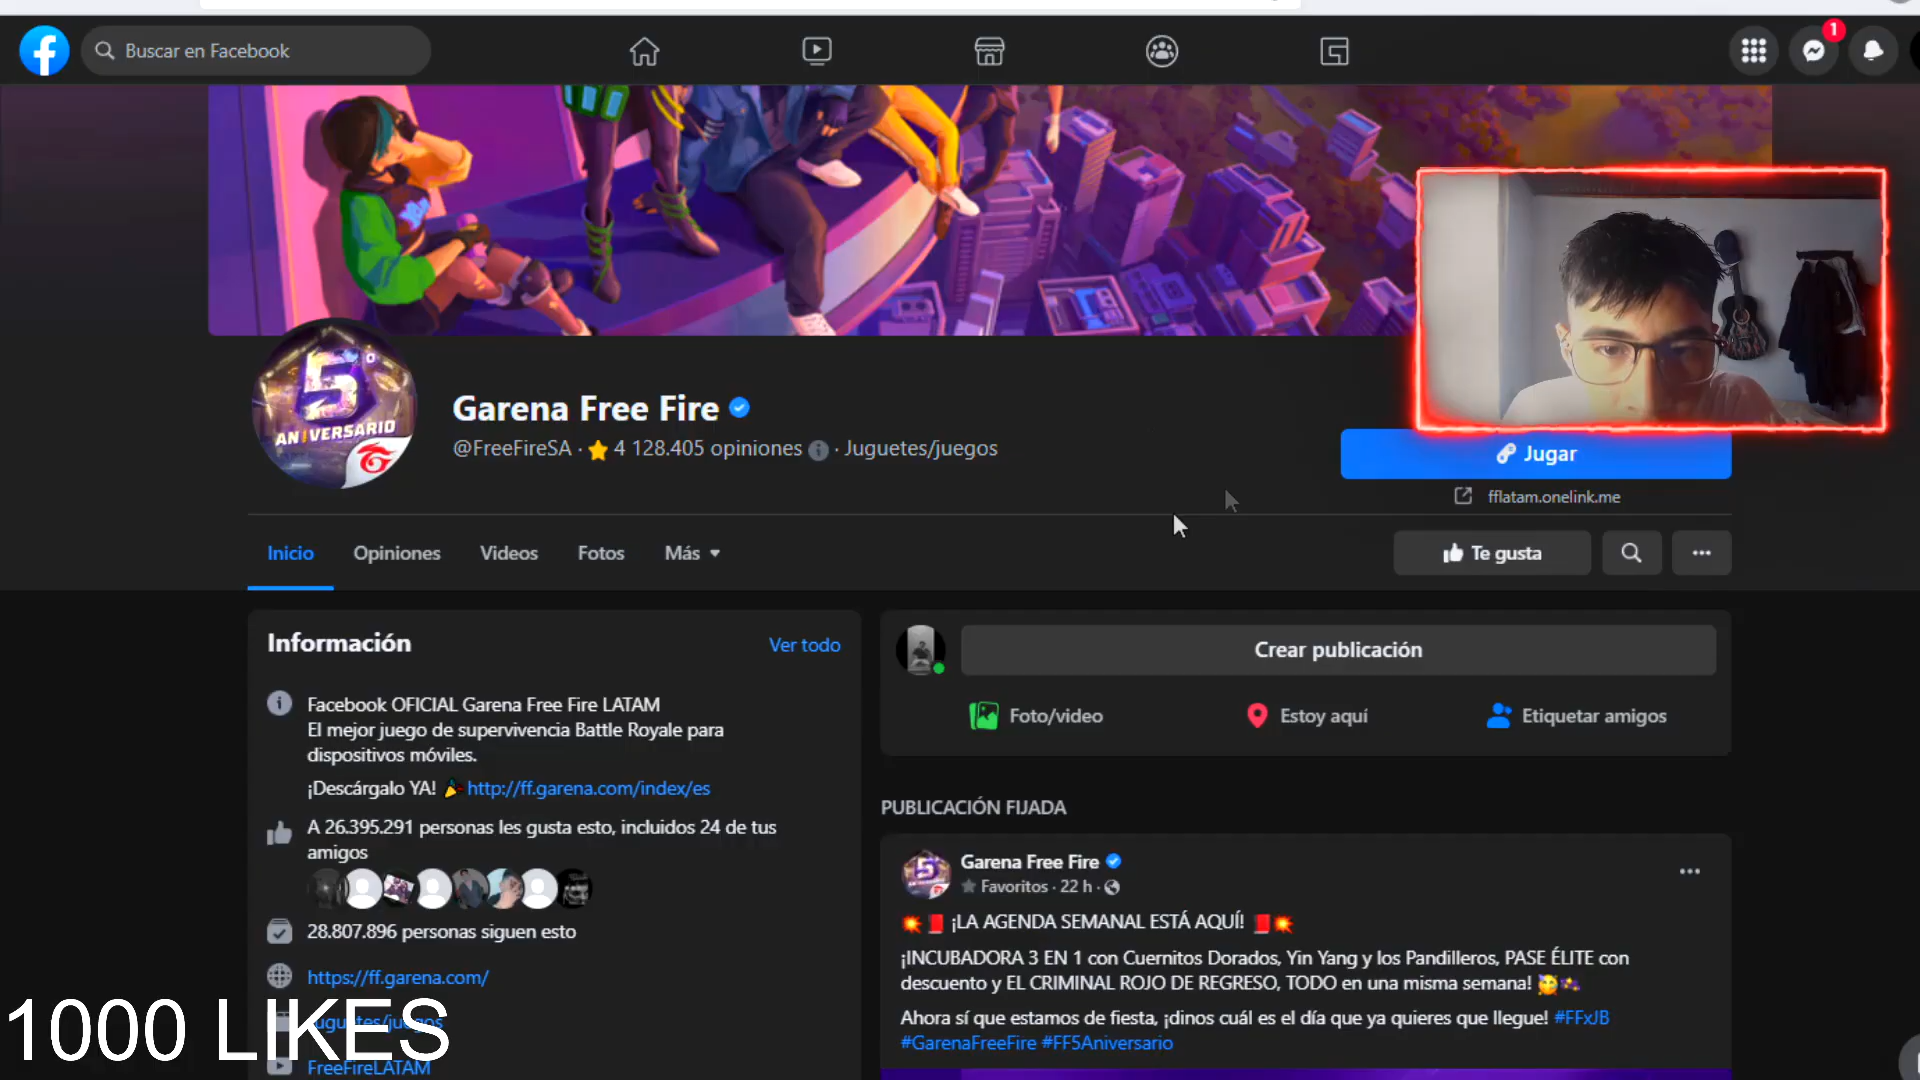 Buscar en Facebook
1
5º
ANIVERSARIO
Garena Free Fire
@FreeFireSA · 4 128.405 opiniones · Juguetes/juegos
Jugar
fflatam.onelink.me
Inicio
Opiniones
Videos
Fotos
Más
Te gusta
Información
Ver todo
Facebook OFICIAL Garena Free Fire LATAM
El mejor juego de supervivencia Battle Royale para
dispositivos móviles.
¡Descárgalo YA! http://ff.garena.com/index/es
A 26.395.291 personas les gusta esto, incluidos 24 de tus
amigos
28.807.896 personas siguen esto
https://ff.garena.com/
Juguetes/juegos
FreeFireLATAM
1000 LIKES
Crear publicación
Foto/video
Estoy aquí
Etiquetar amigos
PUBLICACIÓN FIJADA
Garena Free Fire
Favoritos · 22 h ·
¡LA AGENDA SEMANAL ESTÁ AQUÍ!
¡INCUBADORA 3 EN 1 con Cuernitos Dorados, Yin Yang y los Pandilleros, PASE ÉLITE con
descuento y EL CRIMINAL ROJO DE REGRESO, TODO en una misma semana!
Ahora sí que estamos de fiesta, ¡dinos cuál es el día que ya quieres que llegue! #FFxJB
#GarenaFreeFire #FF5Aniversario